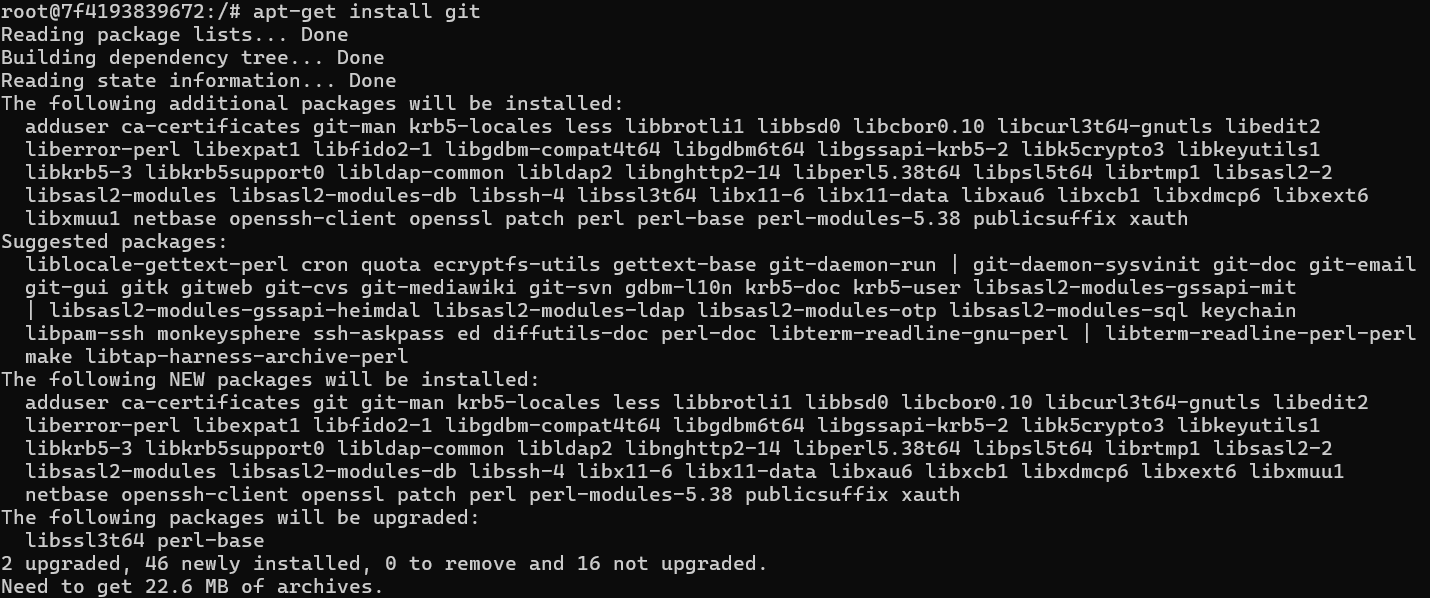 root@7f4193839672:/# apt-get install git
Reading package lists... Done
Building dependency tree... Done
Reading state information... Done
The following additional packages will be installed:
  adduser ca-certificates git-man krb5-locales less libbrotli1 libbsd0 libcbor0.10 libcurl3t64-gnutls libedit2
  liberror-perl libexpat1 libfido2-1 libgdbm-compat4t64 libgdbm6t64 libgssapi-krb5-2 libk5crypto3 libkeyutils1
  libkrb5-3 libkrb5support0 libldap-common libldap2 libnghttp2-14 libperl5.38t64 libpsl5t64 librtmp1 libsasl2-2
  libsasl2-modules libsasl2-modules-db libssh-4 libssl3t64 libx11-6 libx11-data libxau6 libxcb1 libxdmcp6 libxext6
  libxmuu1 netbase openssh-client openssl patch perl perl-base perl-modules-5.38 publicsuffix xauth
Suggested packages:
  liblocale-gettext-perl cron quota ecryptfs-utils gettext-base git-daemon-run | git-daemon-sysvinit git-doc git-email
  git-gui gitk gitweb git-cvs git-mediawiki git-svn gdbm-l10n krb5-doc krb5-user libsasl2-modules-gssapi-mit
  | libsasl2-modules-gssapi-heimdal libsasl2-modules-ldap libsasl2-modules-otp libsasl2-modules-sql keychain
  libpam-ssh monkeysphere ssh-askpass ed diffutils-doc perl-doc libterm-readline-gnu-perl | libterm-readline-perl-perl
  make libtap-harness-archive-perl
The following NEW packages will be installed:
  adduser ca-certificates git git-man krb5-locales less libbrotli1 libbsd0 libcbor0.10 libcurl3t64-gnutls libedit2
  liberror-perl libexpat1 libfido2-1 libgdbm-compat4t64 libgdbm6t64 libgssapi-krb5-2 libk5crypto3 libkeyutils1
  libkrb5-3 libkrb5support0 libldap-common libldap2 libnghttp2-14 libperl5.38t64 libpsl5t64 librtmp1 libsasl2-2
  libsasl2-modules libsasl2-modules-db libssh-4 libx11-6 libx11-data libxau6 libxcb1 libxdmcp6 libxext6 libxmuu1
  netbase openssh-client openssl patch perl perl-modules-5.38 publicsuffix xauth
The following packages will be upgraded:
  libssl3t64 perl-base
2 upgraded, 46 newly installed, 0 to remove and 16 not upgraded.
Need to get 22.6 MB of archives.